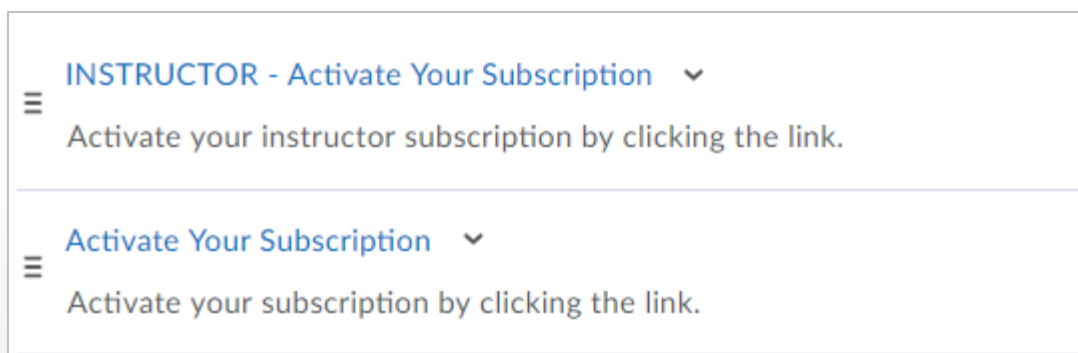 INSTRUCTOR - Activate Your Subscription
Activate your instructor subscription by clicking the link.
Activate Your Subscription
Activate your subscription by clicking the link.